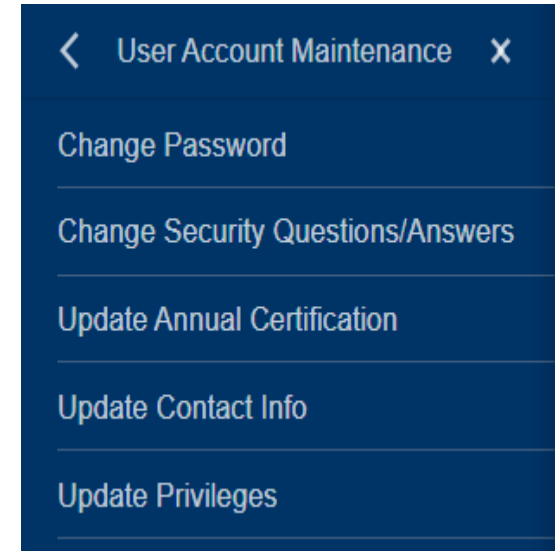 User Account Maintenance
Change Password
Change Security Questions/Answers
Update Annual Certification
Update Contact Info
Update Privileges